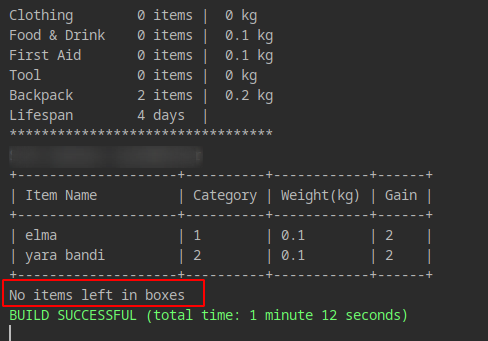 Clothing 0 items | 0 kg
Food & Drink 0 items | 0.1 kg
First Aid 0 items | 0.1 kg
Tool 0 items | 0 kg
Backpack 2 items | 0.2 kg
Lifespan 4 days |
*********************************
+--------------------+----------+------------+------+
| Item Name | Category | Weight(kg) | Gain |
+--------------------+----------+------------+------+
| elma | 1 | 0.1 | 2 |
| yara bandi | 2 | 0.1 | 2 |
+--------------------+----------+------------+------+
No items left in boxes
BUILD SUCCESSFUL (total time: 1 minute 12 seconds)